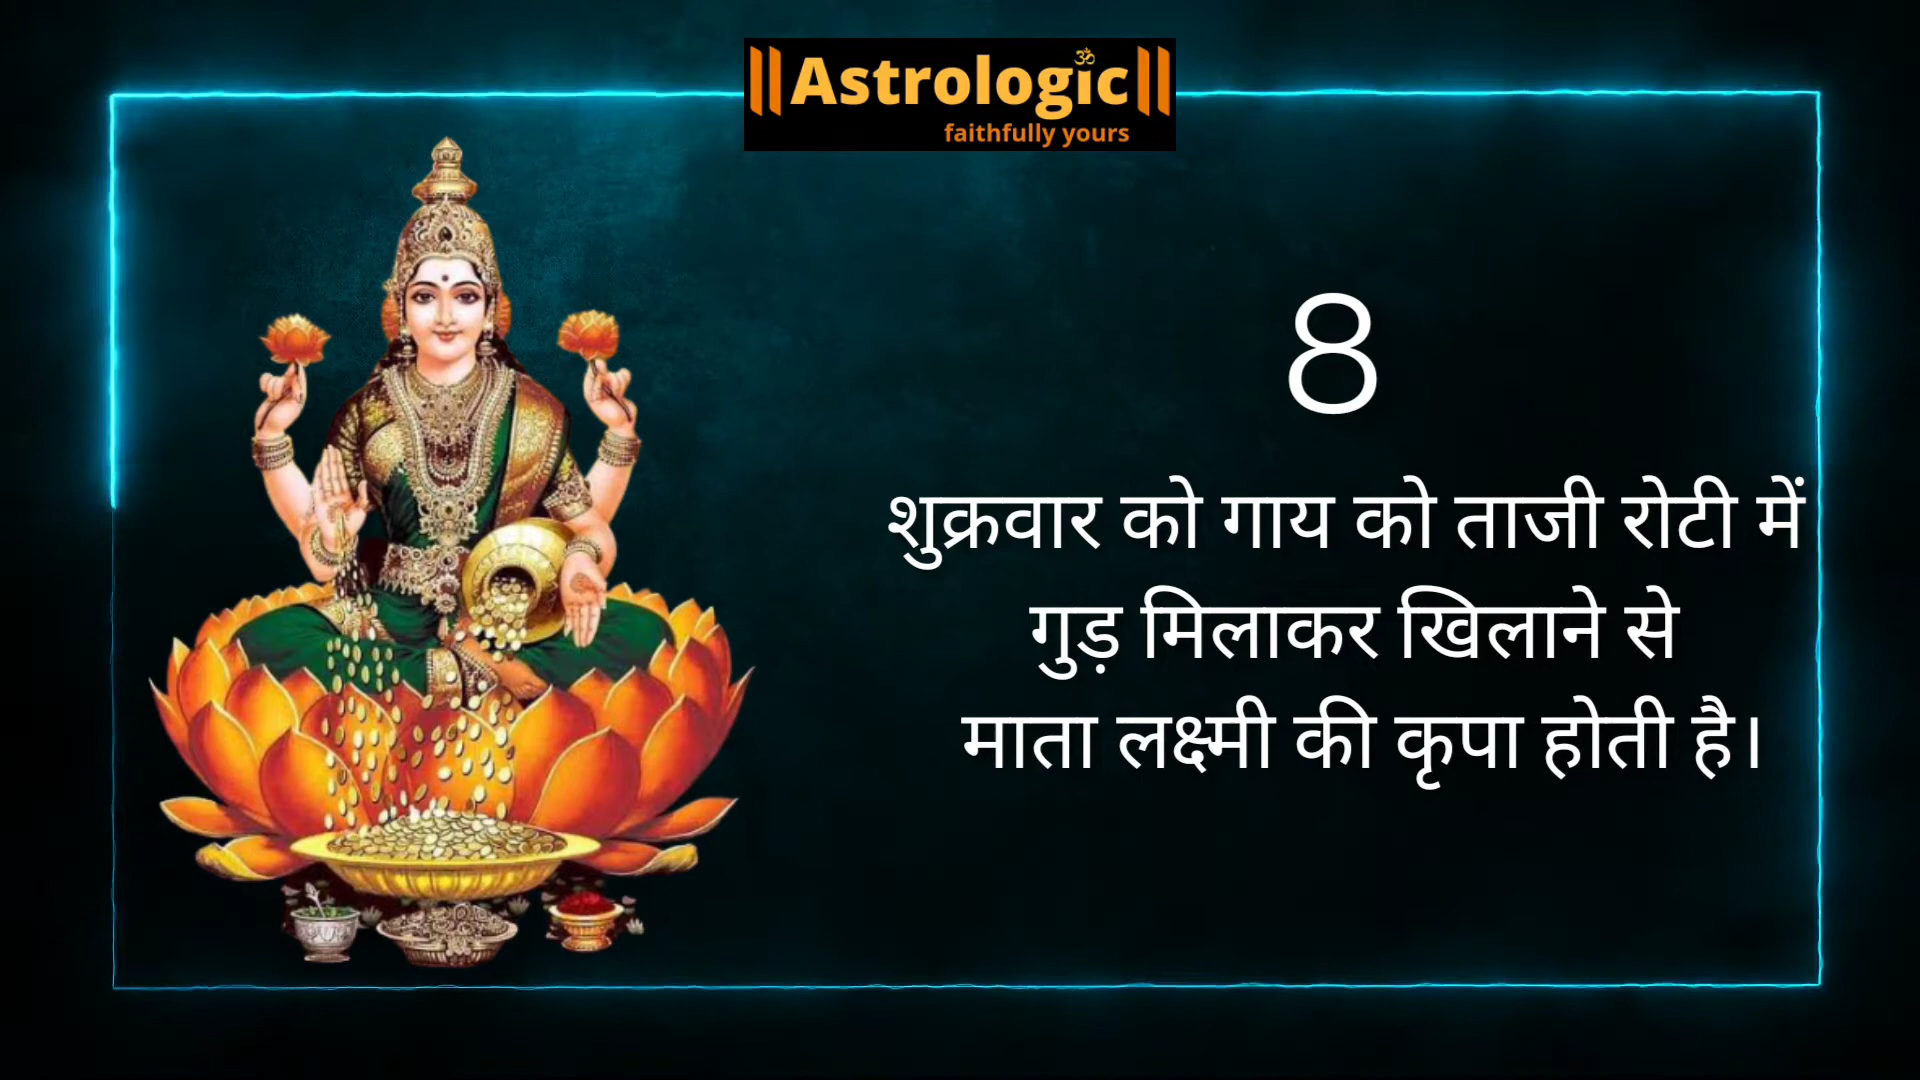 ||Astrologic||
ॐ
faithfully yours
8
शुक्रवार को गाय को ताजी रोटी में
गुड़ मिलाकर खिलाने से
माता लक्ष्मी की कृपा होती है।